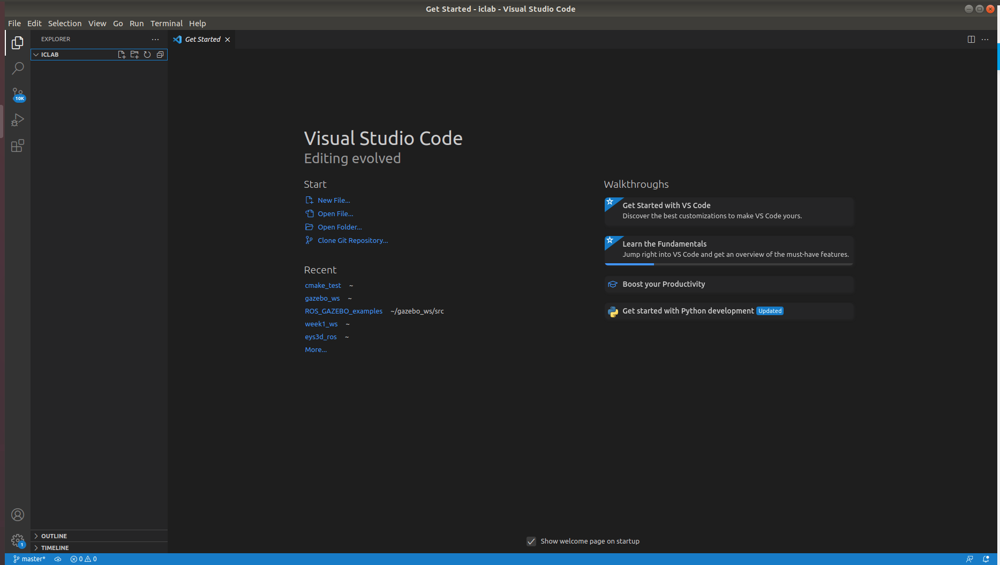 Get Started - iclab - Visual Studio Code
File Edit Selection View Go Run Terminal Help
EXPLORER
Get Started
ICLAB
10K
Visual Studio Code
Editing evolved
Start
New File...
Open File...
Open Folder...
Clone Git Repository...
Recent
cmake_test ~
gazebo_ws ~
ROS_GAZEBO_examples ~/gazebo_ws/src
week1_ws ~
eys3d_ros ~
More...
Walkthroughs
Get Started with VS Code
Discover the best customizations to make VS Code yours.
Learn the Fundamentals
Jump right into VS Code and get an overview of the must-have features.
Boost your Productivity
Get started with Python development Updated
Show welcome page on startup
OUTLINE
1
TIMELINE
master* 0 0